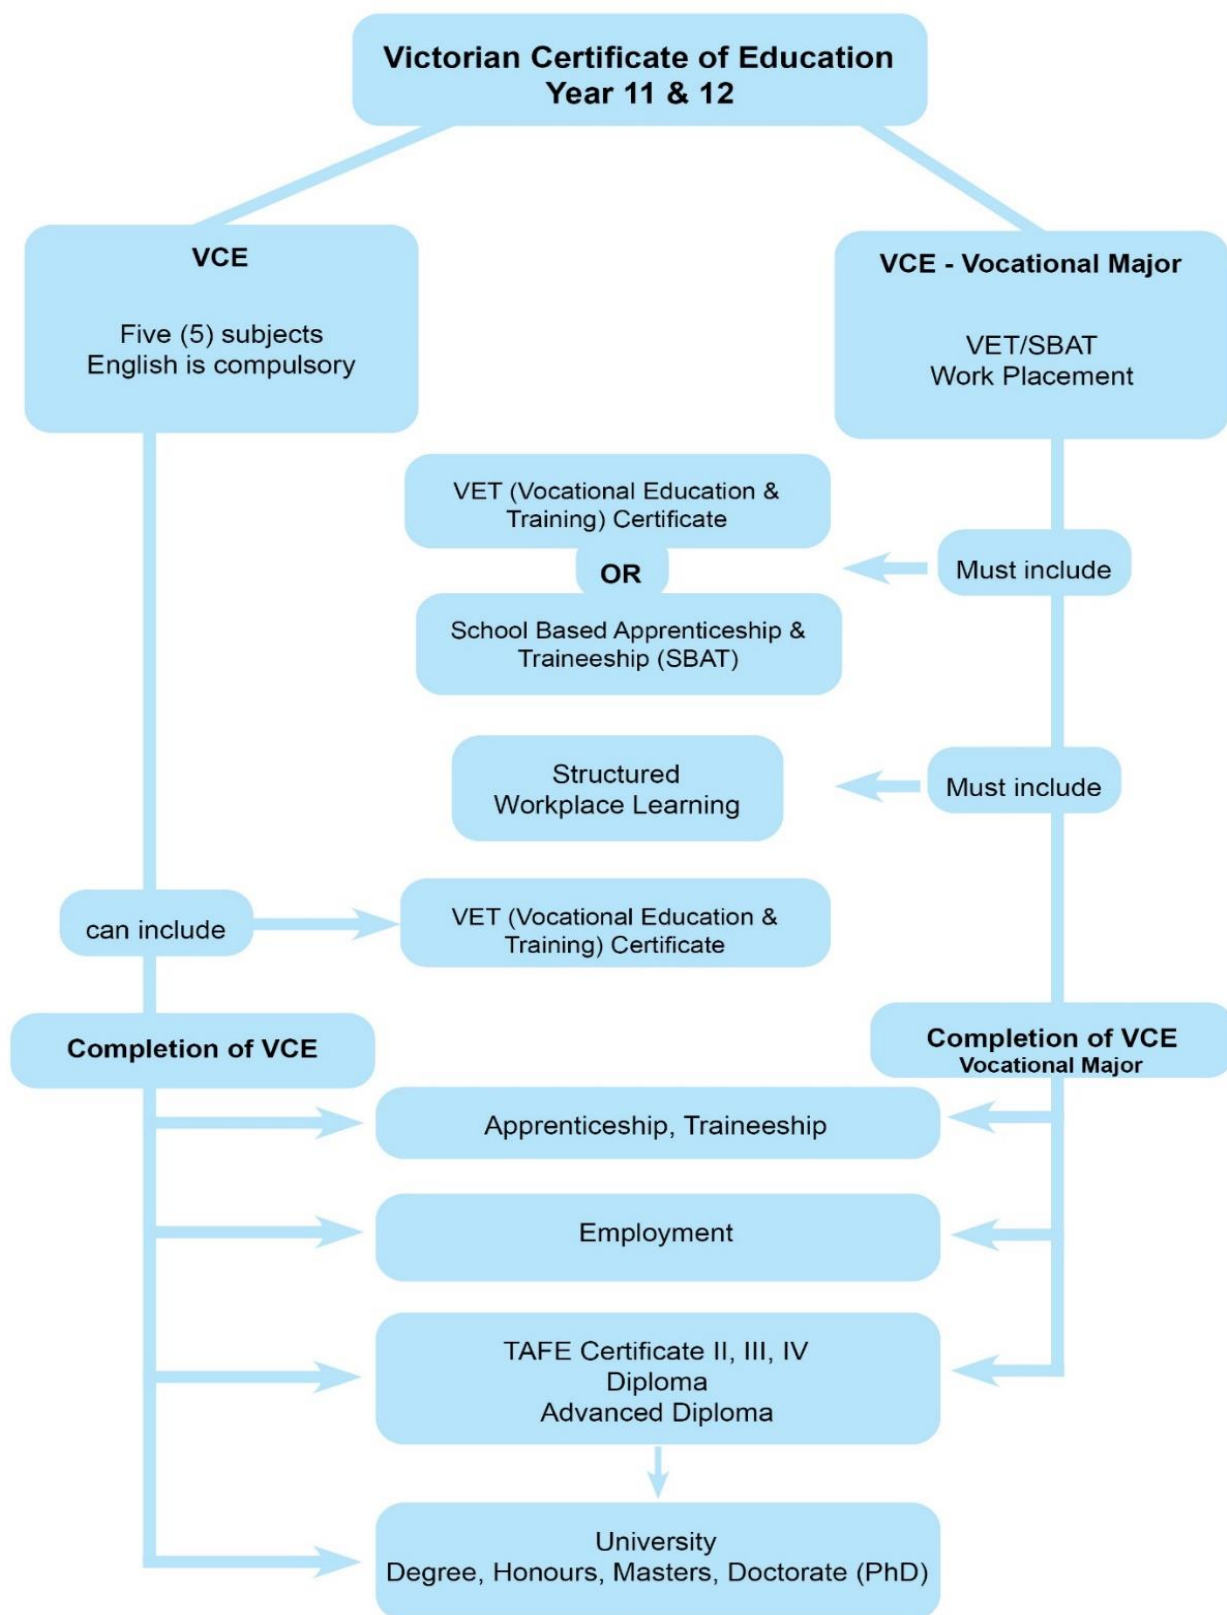 Victorian Certificate of Education
Year 11 & 12
VCE
Five (5) subjects
English is compulsory
VCE - Vocational Major
VET/SBAT
Work Placement
VET (Vocational Education &
Training) Certificate
OR
School Based Apprenticeship &
Traineeship (SBAT)
Must include
Structured
Workplace Learning
Must include
can include
VET (Vocational Education &
Training) Certificate
Completion of VCE
Completion of VCE
Vocational Major
Apprenticeship, Traineeship
Employment
TAFE Certificate II, III, IV
Diploma
Advanced Diploma
University
Degree, Honours, Masters, Doctorate (PhD)